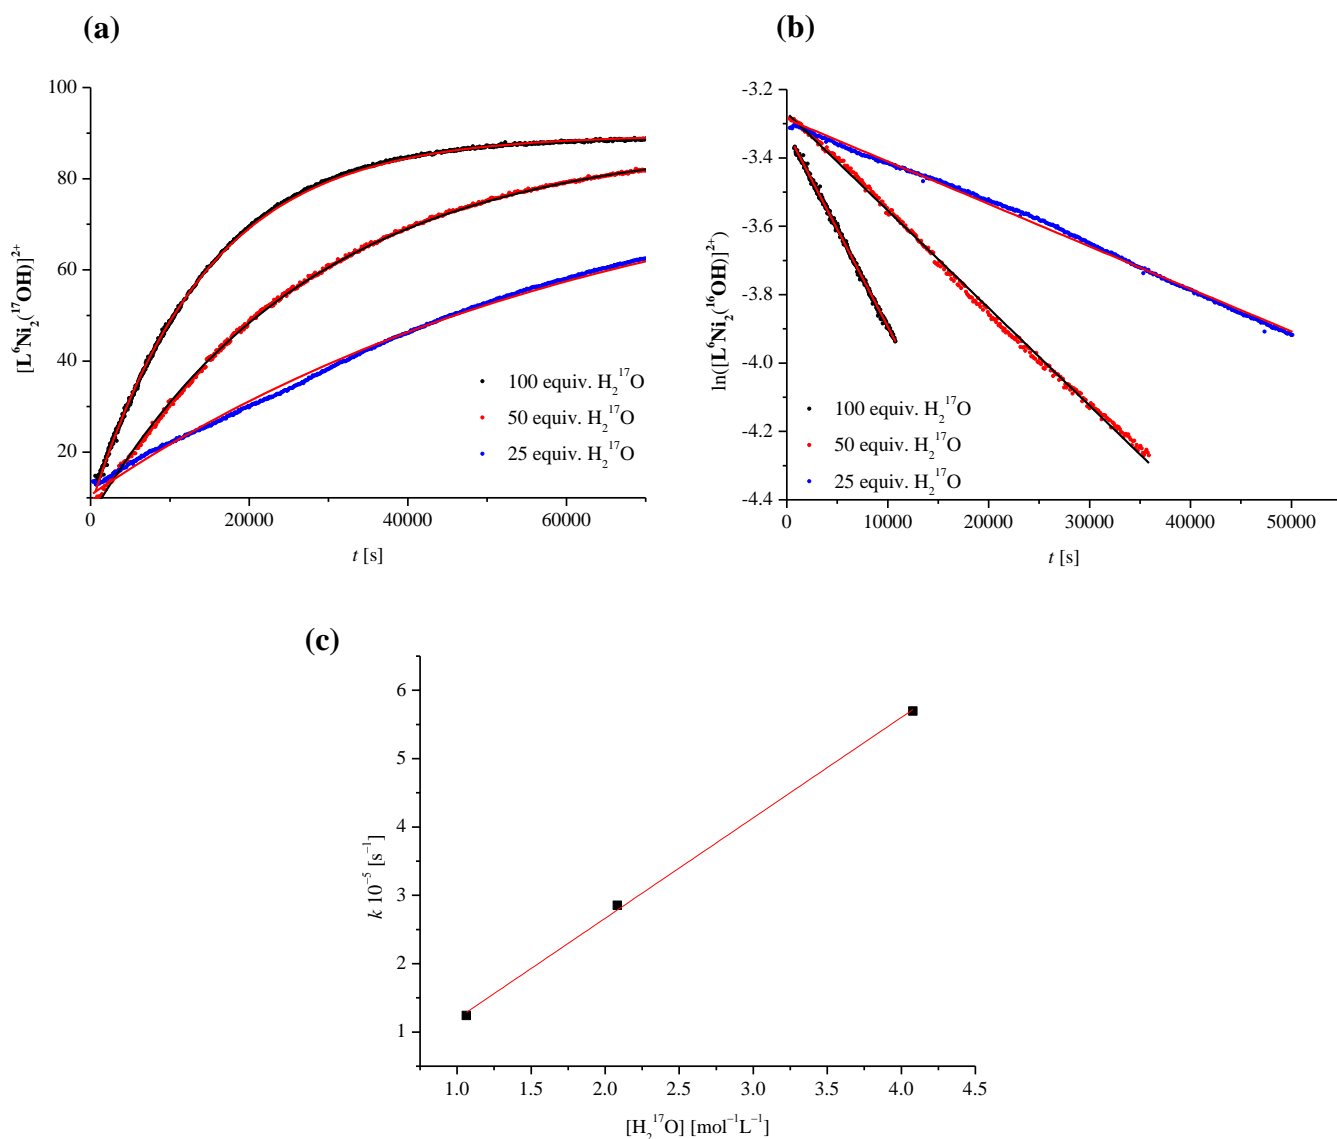 (a)
[L⁶Ni₂(¹⁷OH)]²⁺
100
80
60
40
20
0
20000
40000
60000
t [s]
100 equiv. H₂¹⁷O
50 equiv. H₂¹⁷O
25 equiv. H₂¹⁷O
(b)
ln([L⁶Ni₂(¹⁶OH)]²⁺)
-3.2
-3.4
-3.6
-3.8
-4.0
-4.2
-4.4
0
10000
20000
30000
40000
50000
t [s]
100 equiv. H₂¹⁷O
50 equiv. H₂¹⁷O
25 equiv. H₂¹⁷O
(c)
k 10⁻⁵ [s⁻¹]
6
5
4
3
2
1
1.0
1.5
2.0
2.5
3.0
3.5
4.0
4.5
[H₂¹⁷O] [mol⁻¹L⁻¹]